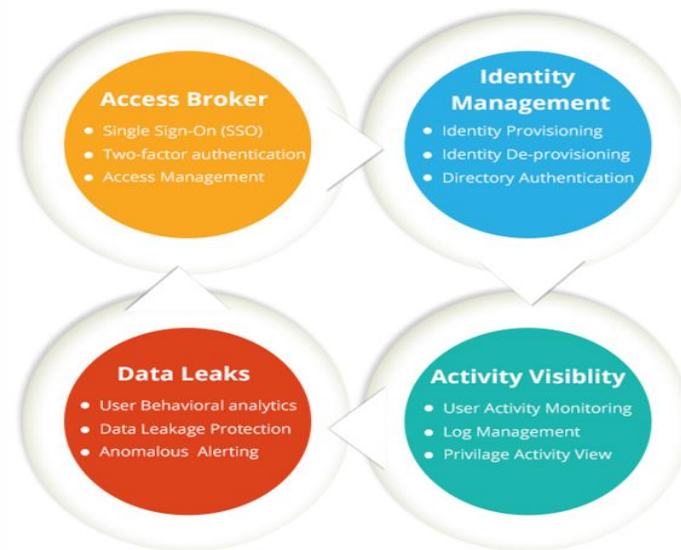 Access Broker
• Single Sign-On (SSO)
• Two-factor authentication
• Access Management
Identity
Management
• Identity Provisioning
• Identity De-provisioning
• Directory Authentication
Data Leaks
• User Behavioral analytics
• Data Leakage Protection
• Anomalous Alerting
Activity Visiblity
• User Activity Monitoring
• Log Management
• Privilage Activity View